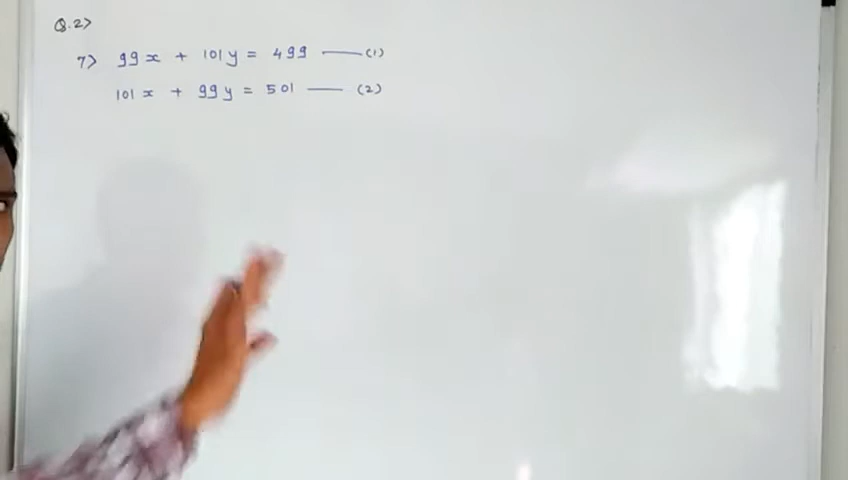 Q.2>
7> 99x + 101y = 499 —— (1)
101x + 99y = 501 —— (2)